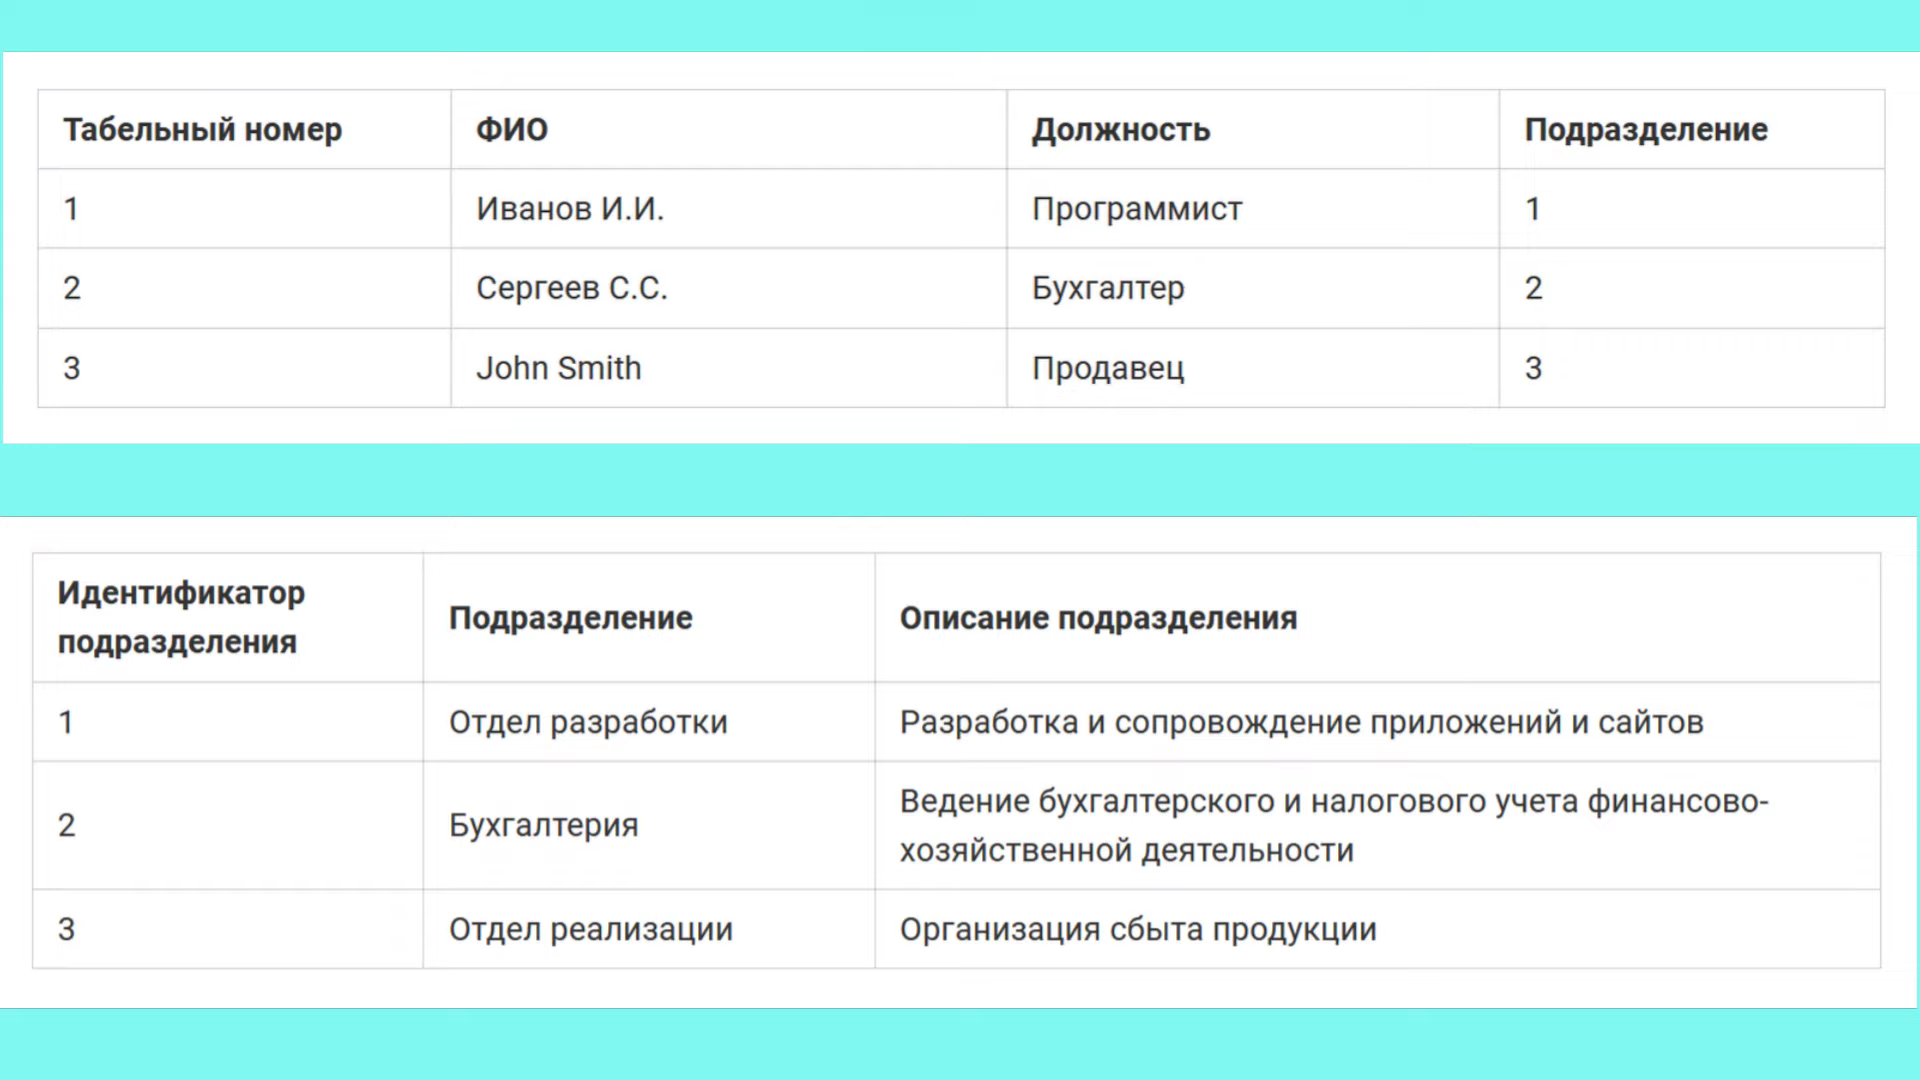 Табельный номер ФИО Должность Подразделение
1 Иванов И.И. Программист 1
2 Сергеев С.С. Бухгалтер 2
3 John Smith Продавец 3
Идентификатор
подразделения Подразделение Описание подразделения
1 Отдел разработки Разработка и сопровождение приложений и сайтов
2 Бухгалтерия Ведение бухгалтерского и налогового учета финансово-
хозяйственной деятельности
3 Отдел реализации Организация сбыта продукции